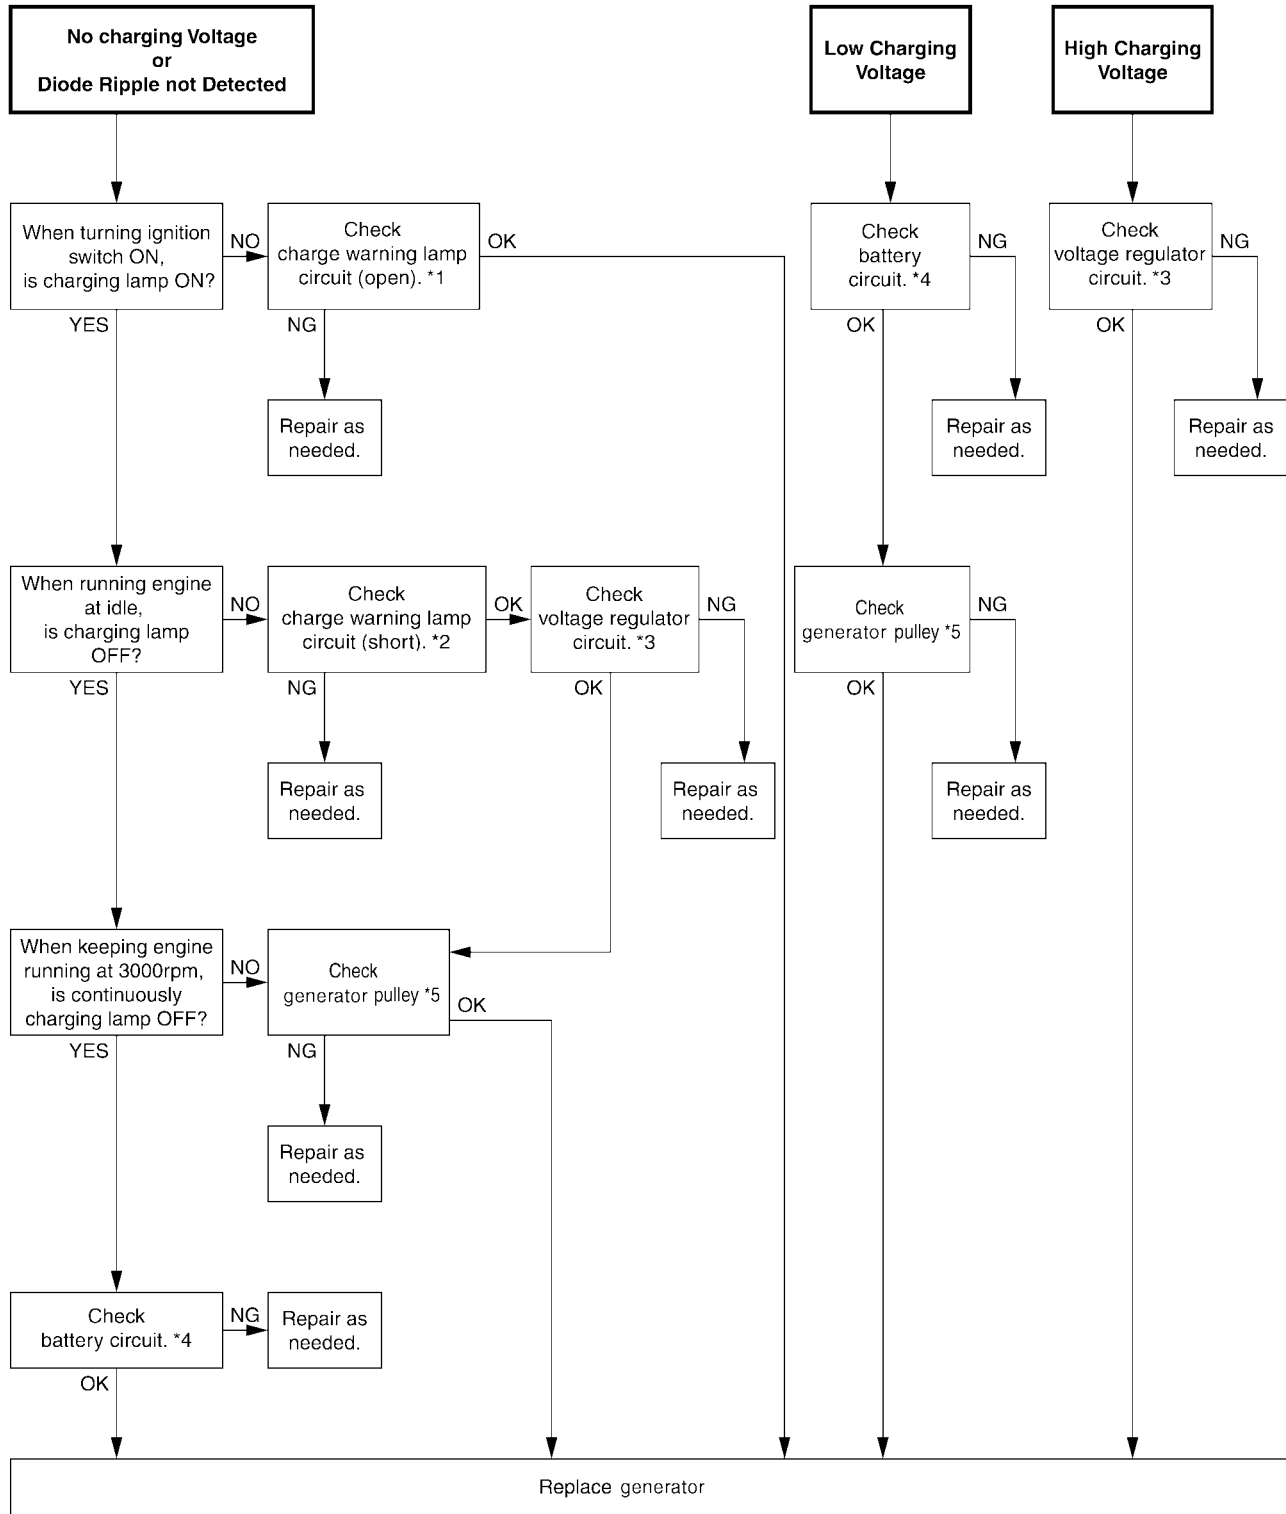 No charging Voltage
or
Diode Ripple not Detected
Low Charging
Voltage
High Charging
Voltage
When turning ignition
switch ON,
is charging lamp ON?
NO
YES
Check
charge warning lamp
circuit (open). *1
OK
NG
Repair as
needed.
Check
battery
circuit. *4
NG
OK
Repair as
needed.
Check
voltage regulator
circuit. *3
NG
OK
Repair as
needed.
When running engine
at idle,
is charging lamp
OFF?
NO
YES
Check
charge warning lamp
circuit (short). *2
OK
NG
Repair as
needed.
Check
voltage regulator
circuit. *3
NG
OK
Repair as
needed.
Check
generator pulley *5
NG
OK
Repair as
needed.
When keeping engine
running at 3000rpm,
is continuously
charging lamp OFF?
NO
YES
Check
generator pulley *5
OK
NG
Repair as
needed.
Check
battery circuit. *4
NG
OK
Repair as
needed.
Replace generator